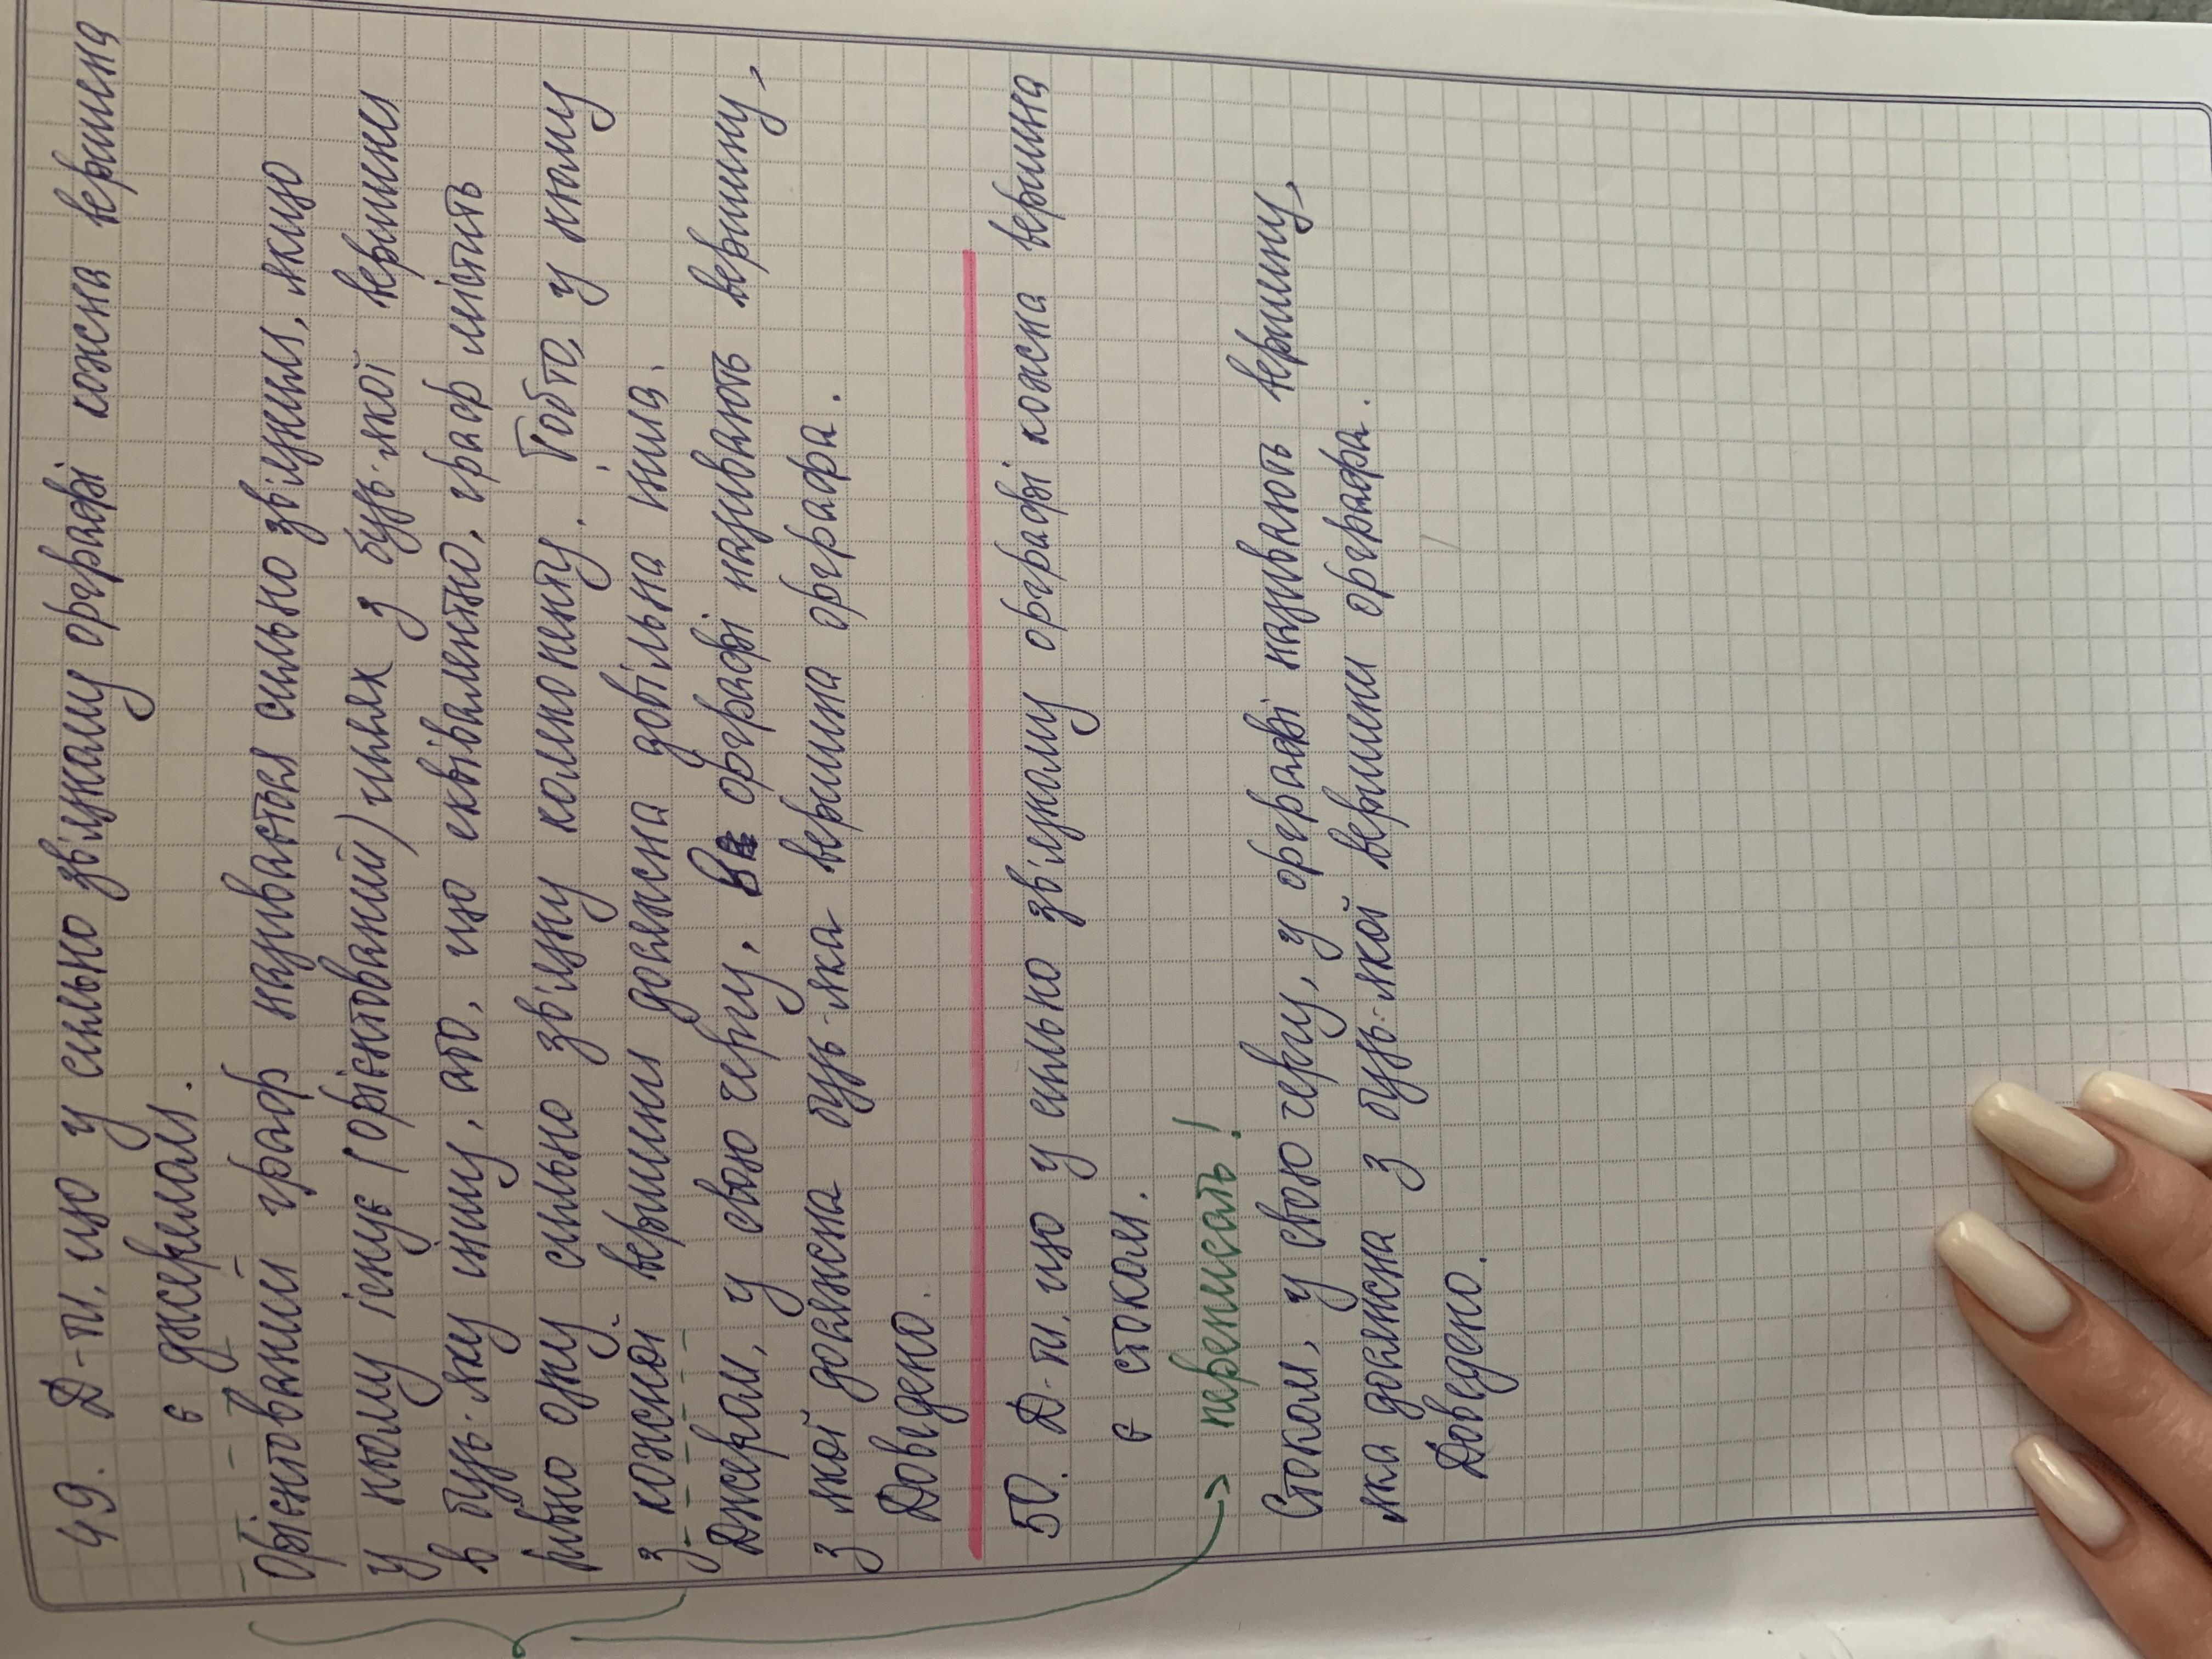 49. Д-ти, що у сильно зв'язному орграфі кожна вершина
є джерелом.
Орієнтований граф називається сильно зв'язним, якщо
у ньому існує (орієнтований) шлях з будь-якої вершини
в будь-яку іншу, або, що еквівалентно, граф містить
рівно одну сильно зв'язну компоненту. Тобто, у ньому
з кожної вершини досяжна довільна інша.
Джером, у свою чергу, в орграфі називають вершину,
з якої досяжна будь-яка вершина орграфа.
Доведено.
50. Д-ти, що у сильно зв'язному орграфі кожна вершина
є стоком.
→ переписать!
Стоком, у свою чергу, у орграфі називають вершину,
яка досяжна з будь-якої вершини орграфа.
Доведено.